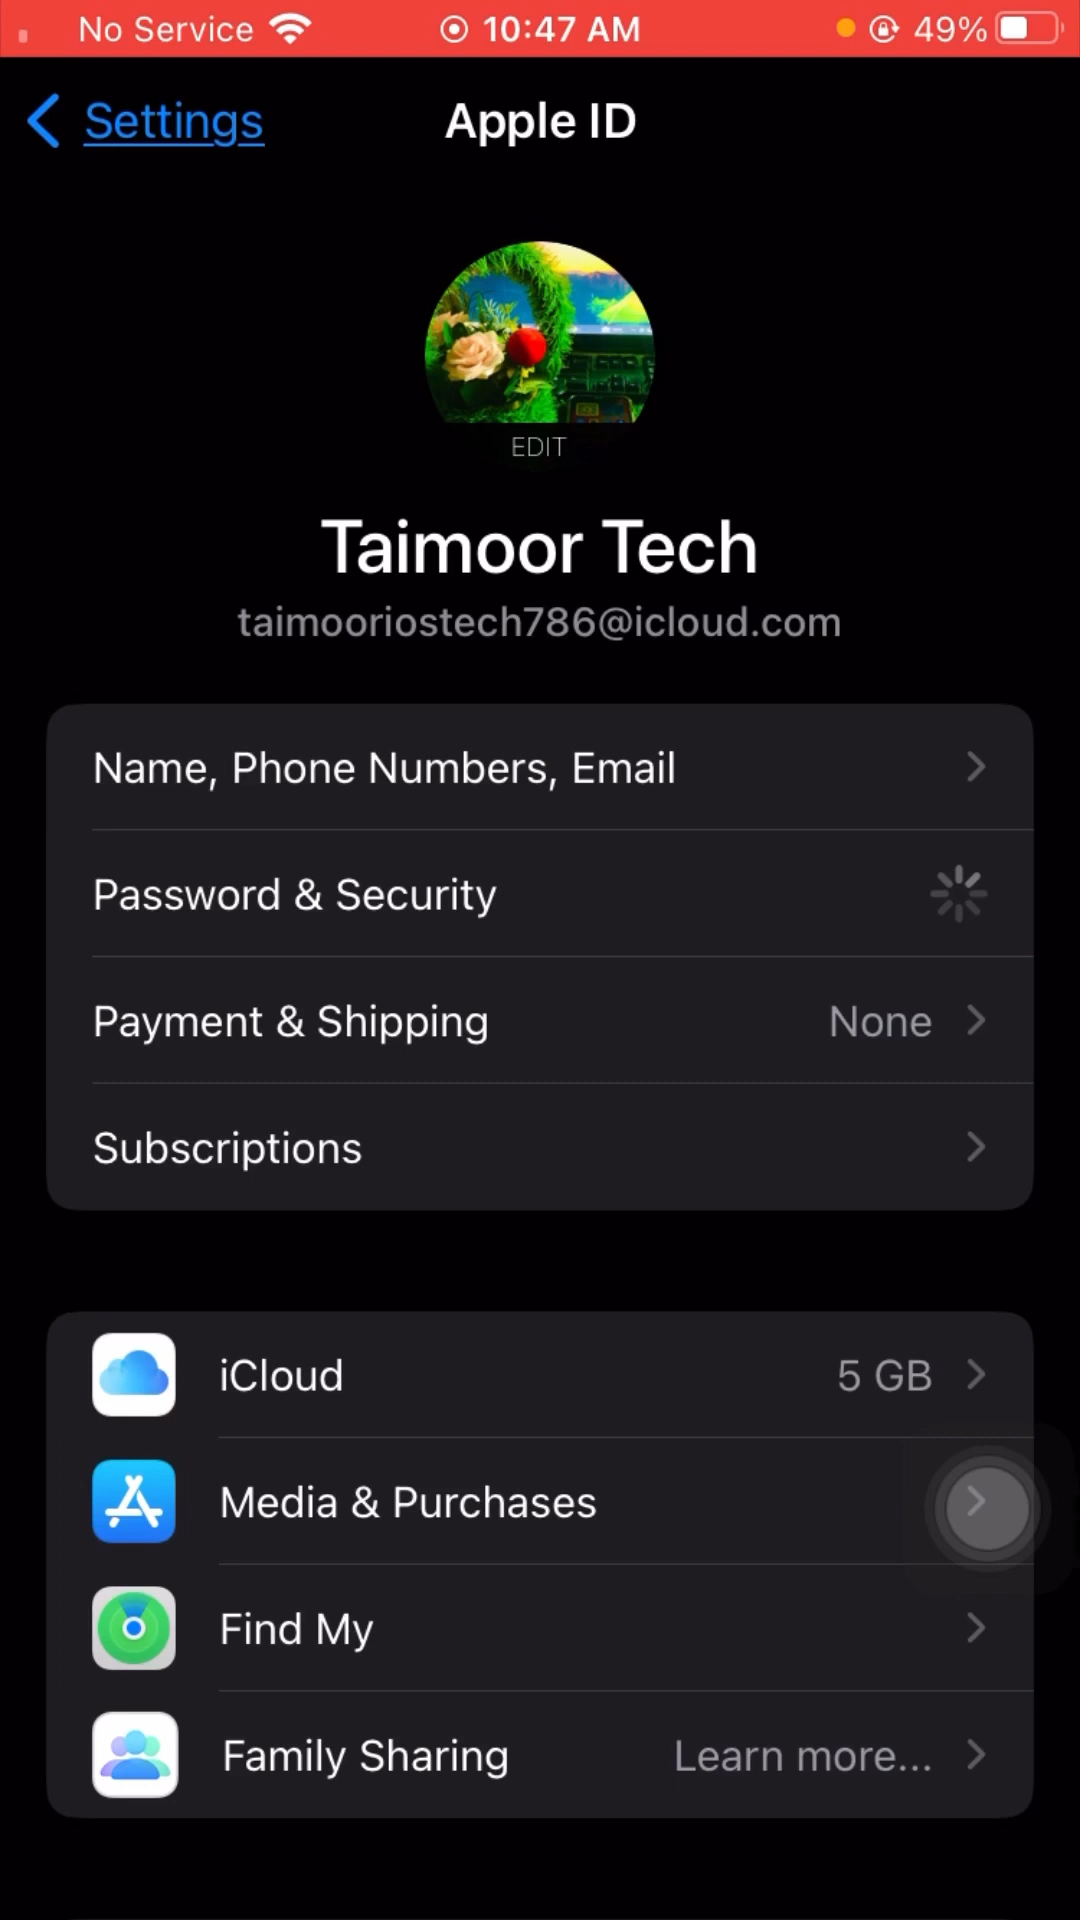 No Service 10:47 AM 49%
Settings Apple ID
EDIT
Taimoor Tech
taimooriostech786@icloud.com
Name, Phone Numbers, Email
Password & Security
Payment & Shipping None
Subscriptions
iCloud 5 GB
Media & Purchases
Find My
Family Sharing Learn more...